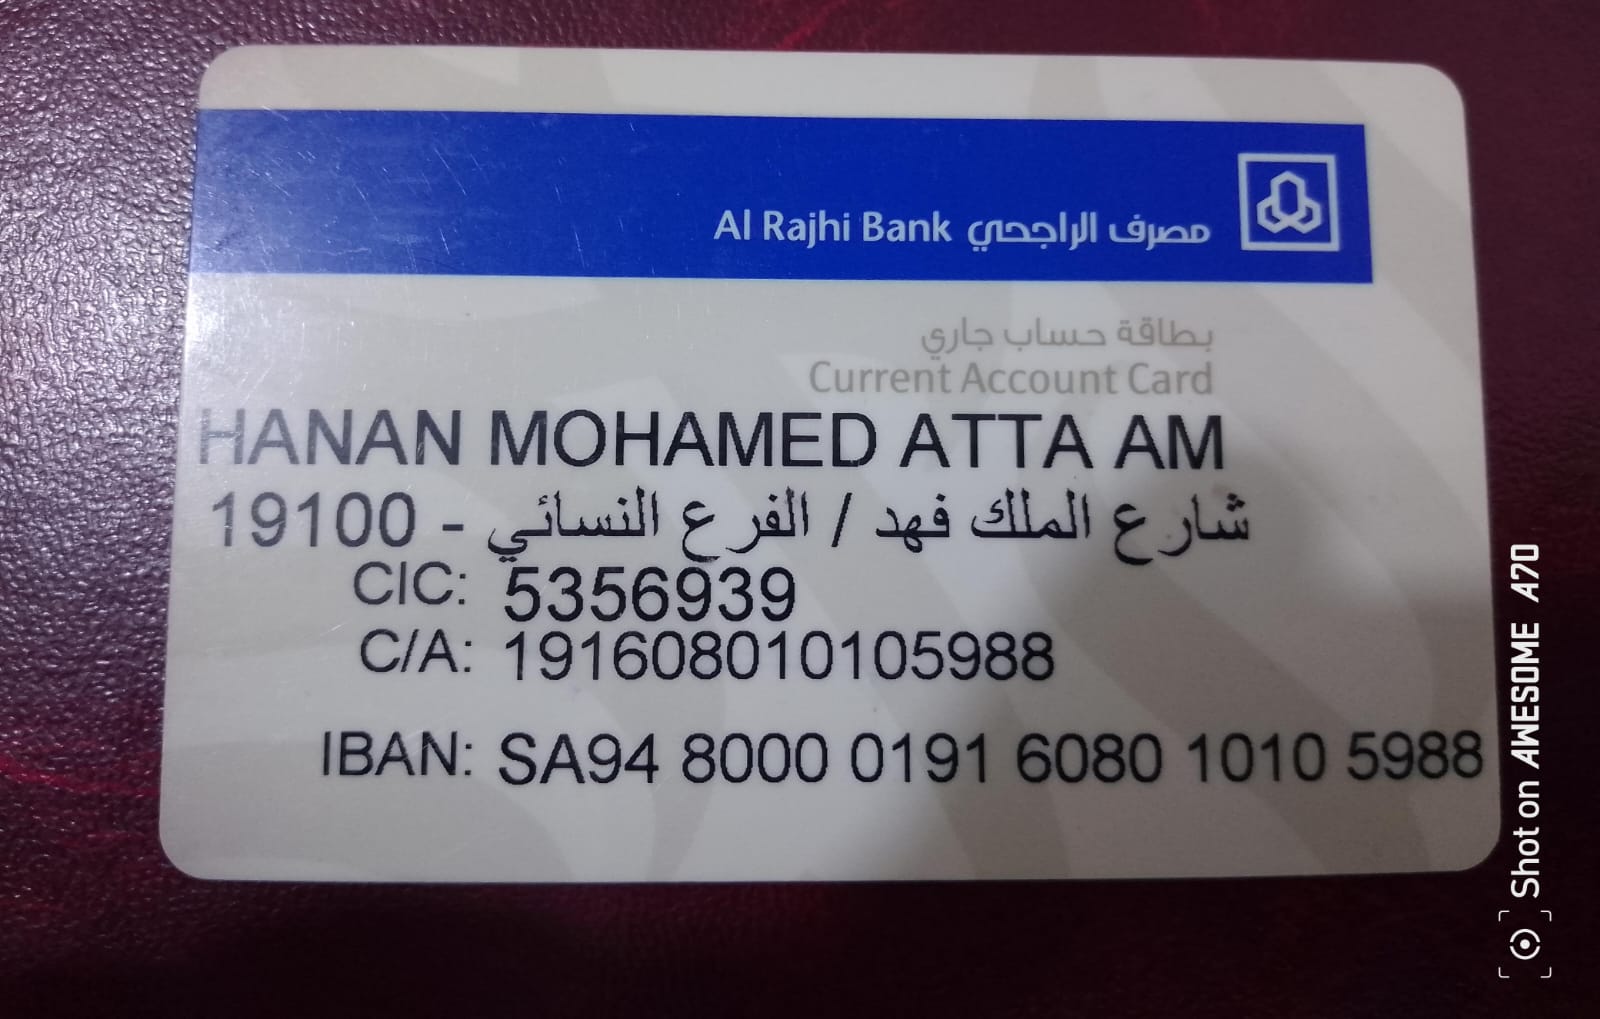 Al Rajhi Bank مصرف الراجحي
بطاقة حساب جاري
Current Account Card
HANAN MOHAMED ATTA AM
شارع الملك فهد / الفرع النسائي - 19100
CIC: 5356939
C/A: 191608010105988
IBAN: SA94 8000 0191 6080 1010 5988
Shot on AWESOME A70